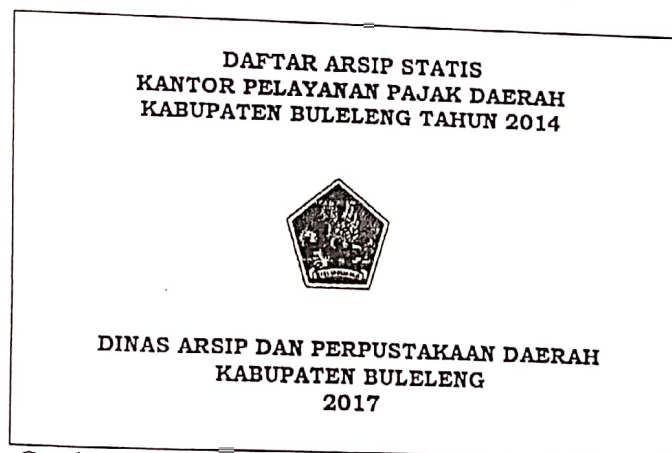 DAFTAR ARSIP STATIS
KANTOR PELAYANAN PAJAK DAERAH
KABUPATEN BULELENG TAHUN 2014
DINAS ARSIP DAN PERPUSTAKAAN DAERAH
KABUPATEN BULELENG
2017